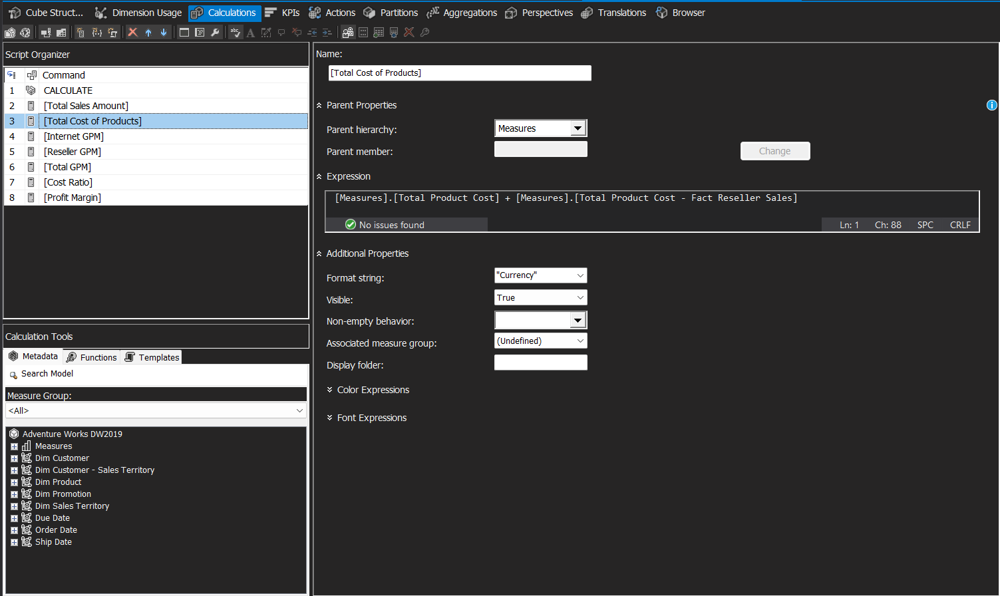 Cube Struct... Dimension Usage Calculations KPIs Actions Partitions Aggregations Perspectives Translations Browser
abc
A
Script Organizer
Command
1 CALCULATE
2 [Total Sales Amount]
3 [Total Cost of Products]
4 [Internet GPM]
5 [Reseller GPM]
6 [Total GPM]
7 [Cost Ratio]
8 [Profit Margin]
Calculation Tools
Metadata Functions Templates
Search Model
Measure Group:
<All>
Adventure Works DW2019
Measures
Dim Customer
Dim Customer - Sales Territory
Dim Product
Dim Promotion
Dim Sales Territory
Due Date
Order Date
Ship Date
Name:
[Total Cost of Products]
Parent Properties
Parent hierarchy: Measures
Parent member: Change
Expression
[Measures].[Total Product Cost] + [Measures].[Total Product Cost - Fact Reseller Sales]
No issues found Ln: 1 Ch: 88 SPC CRLF
Additional Properties
Format string: "Currency"
Visible: True
Non-empty behavior:
Associated measure group: (Undefined)
Display folder:
Color Expressions
Font Expressions